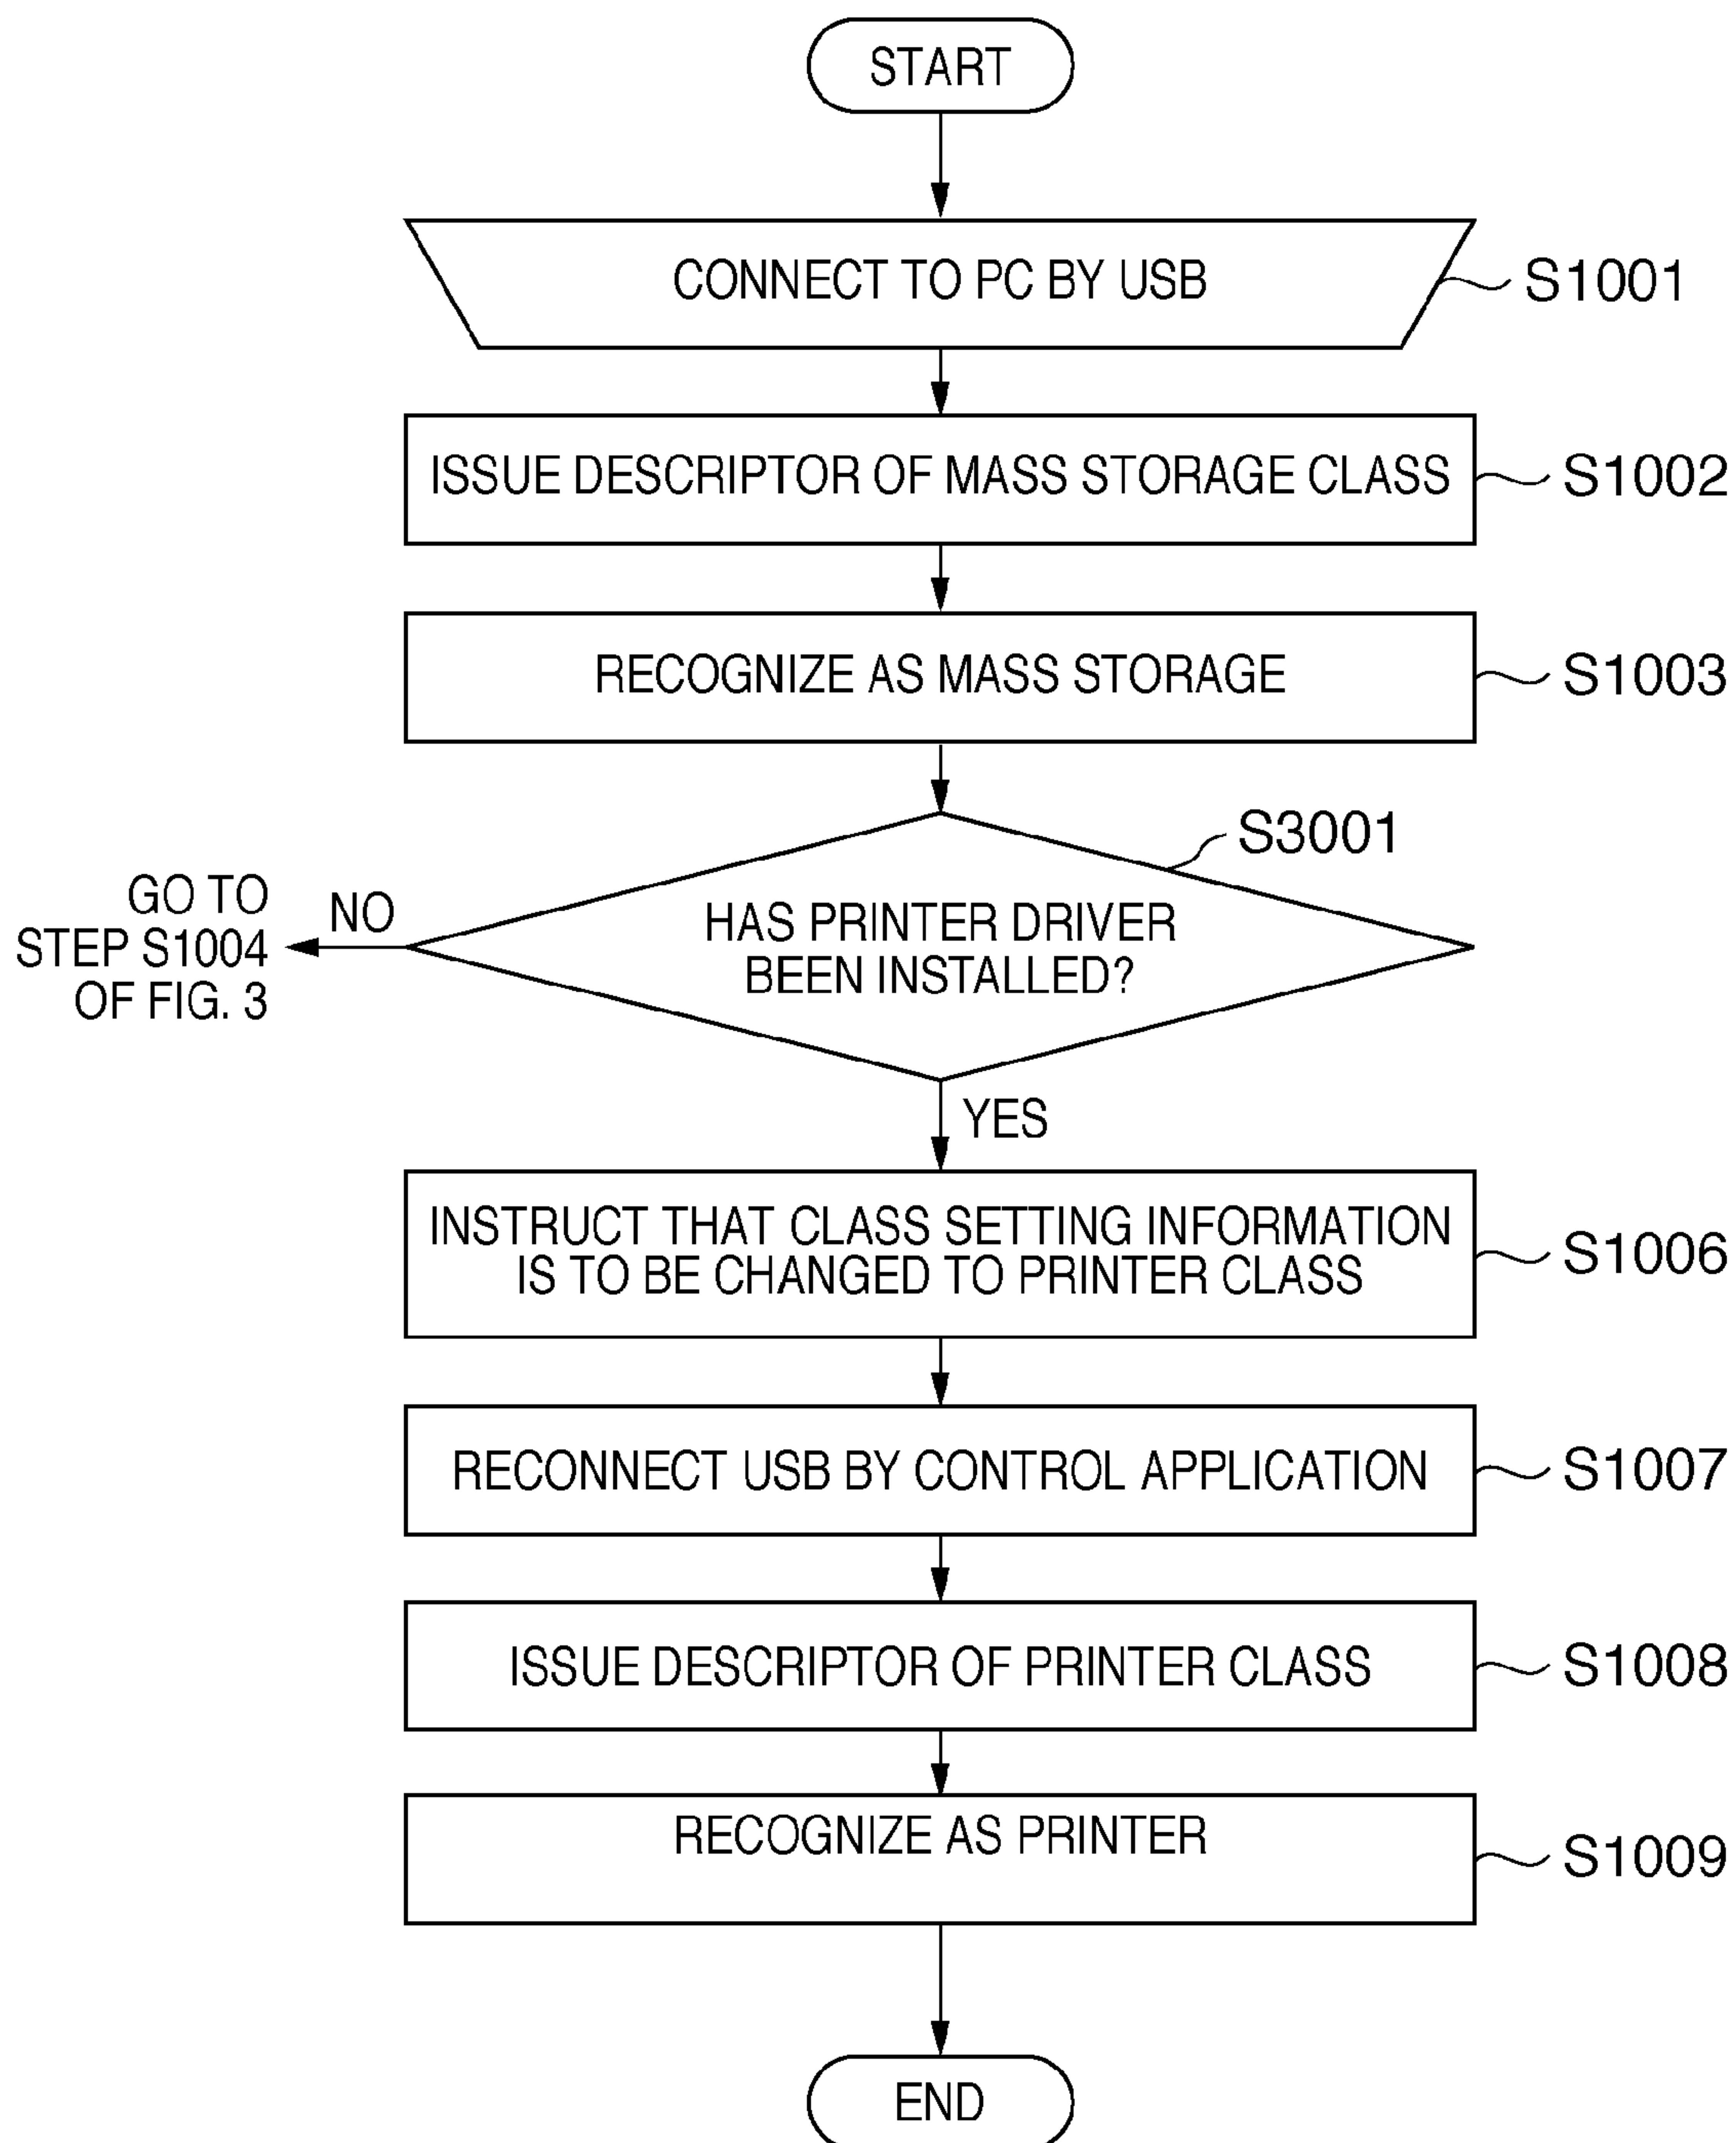 START
CONNECT TO PC BY USB
S1001
ISSUE DESCRIPTOR OF MASS STORAGE CLASS
S1002
RECOGNIZE AS MASS STORAGE
S1003
S3001
HAS PRINTER DRIVER
BEEN INSTALLED?
NO
GO TO
STEP S1004
OF FIG. 3
YES
INSTRUCT THAT CLASS SETTING INFORMATION
IS TO BE CHANGED TO PRINTER CLASS
S1006
RECONNECT USB BY CONTROL APPLICATION
S1007
ISSUE DESCRIPTOR OF PRINTER CLASS
S1008
RECOGNIZE AS PRINTER
S1009
END